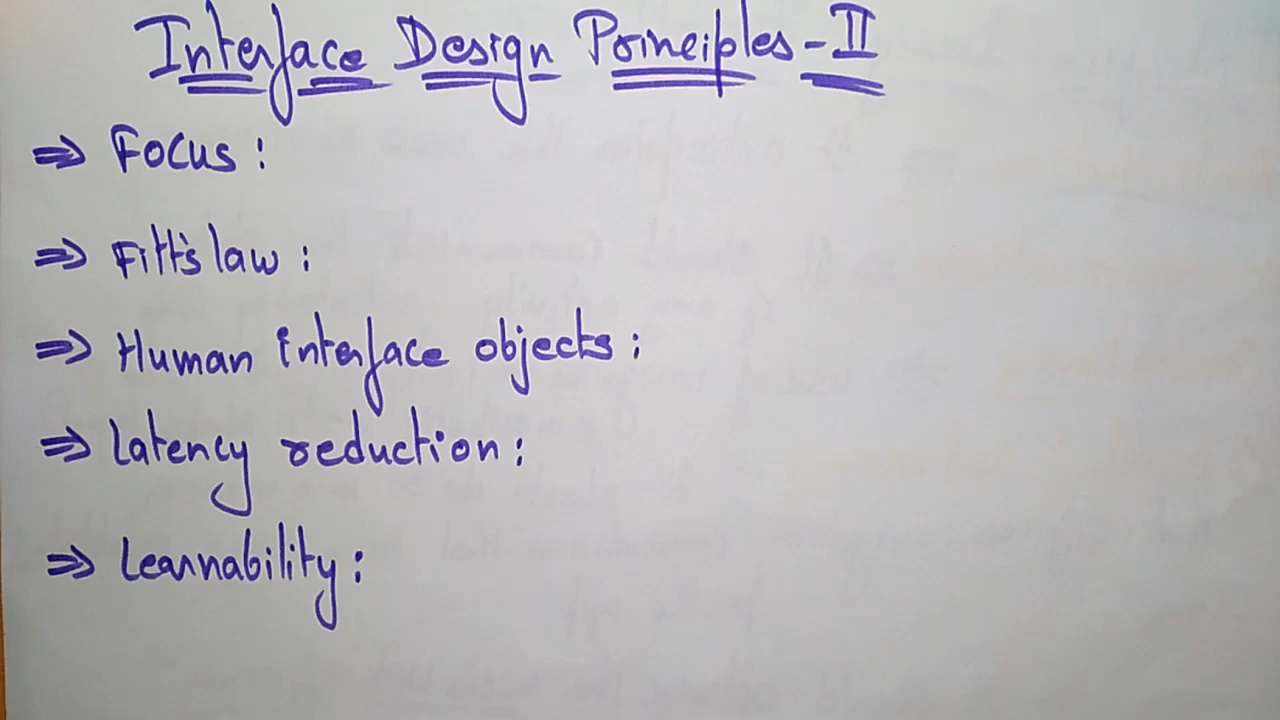 Interface Design Principles - II
⇒ Focus :
⇒ Fitt's law :
⇒ Human interface objects :
⇒ Latency reduction :
⇒ Learnability :